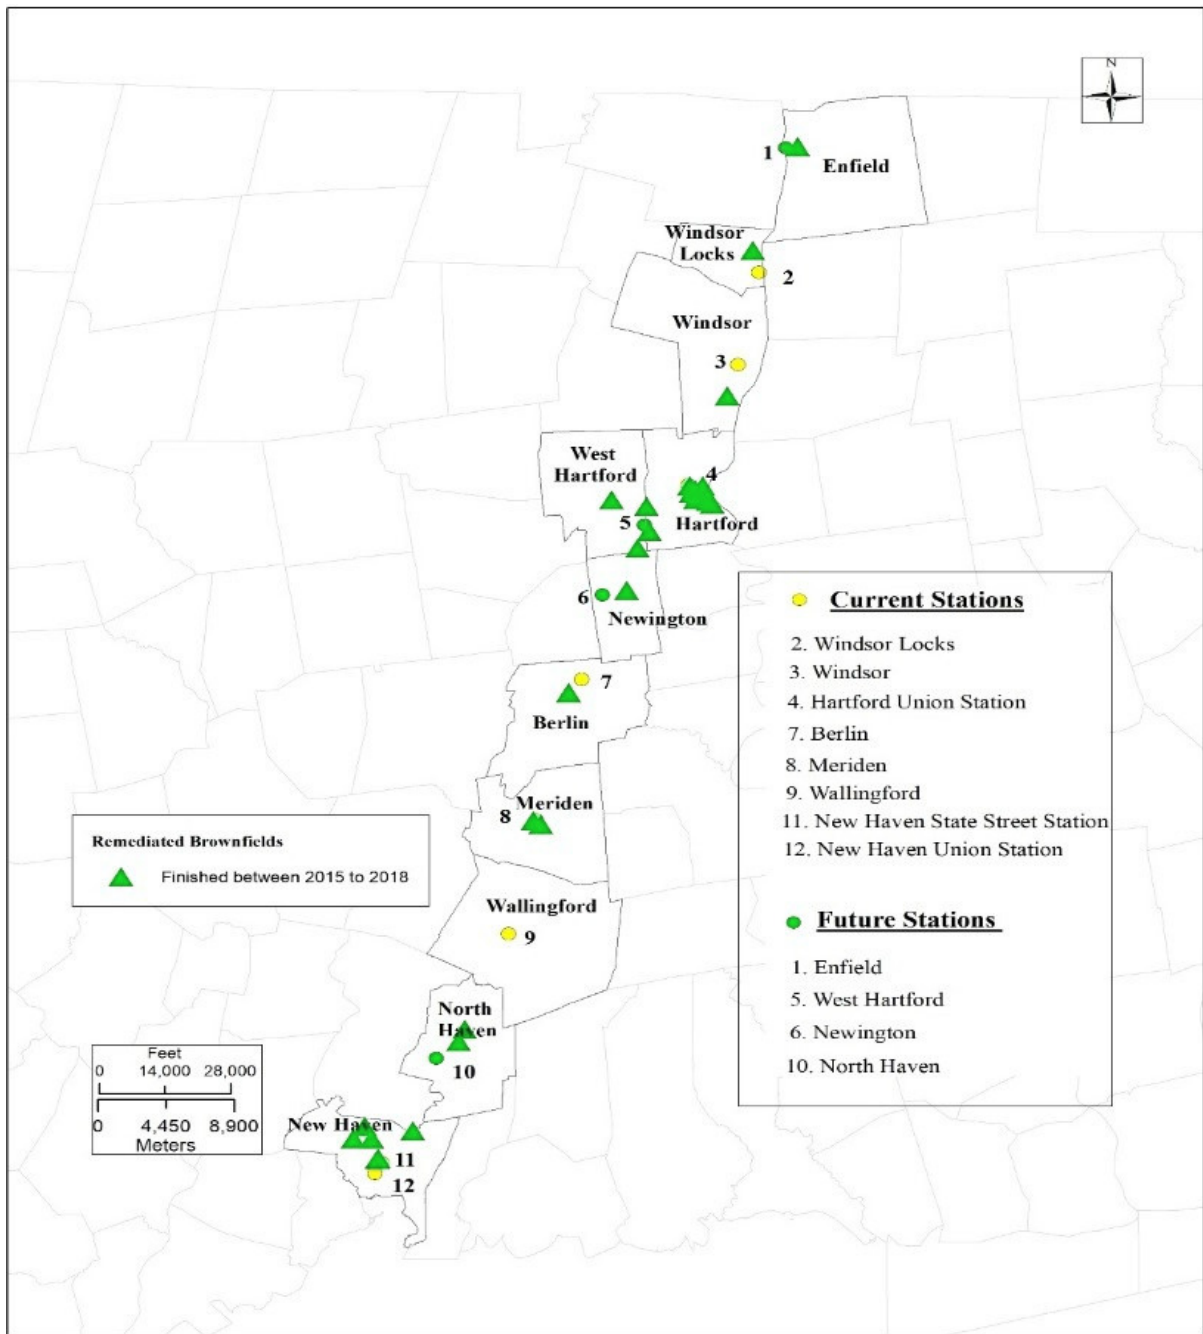 N
1
Enfield
Windsor
Locks
2
Windsor
3
West
Hartford
4
5
Hartford
6
Newington
7
Berlin
Meriden
8
Wallingford
9
North
Haven
10
New Haven
11
12
Remediated Brownfields
Finished between 2015 to 2018
Feet
0 14,000 28,000
0 4,450 8,900
Meters
Current Stations
2. Windsor Locks
3. Windsor
4. Hartford Union Station
7. Berlin
8. Meriden
9. Wallingford
11. New Haven State Street Station
12. New Haven Union Station
Future Stations
1. Enfield
5. West Hartford
6. Newington
10. North Haven